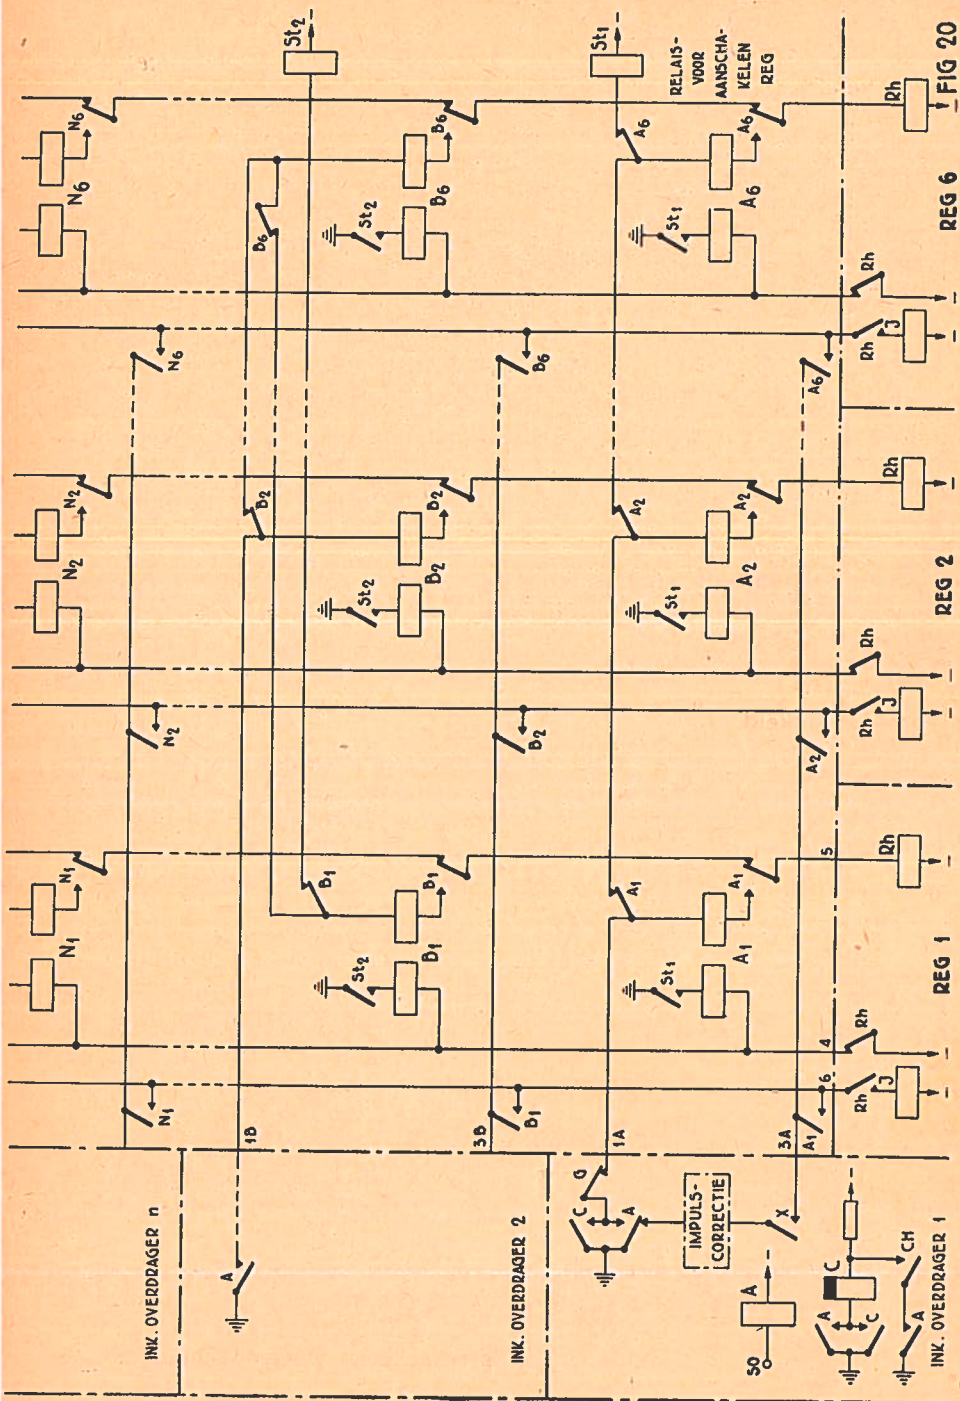 FIG 20
St2
St1
RELAIS-
VOOR
AANSCHA-
KELEN
REG
N6
N6
B6
B6
A6
A6
A6
Rh
B6
St2
St1
REG 6
Rh
N6
B6
A6
Rh
J
N2
N2
B2
B2
B2
A2
A2
A2
Rh
St2
St1
REG 2
Rh
N2
B2
A2
Rh
J
N1
N1
B1
B1
B1
A1
A1
A1
5
Rh
St2
St1
REG 1
4
Rh
N1
B1
A1
6
Rh
J
1B
3B
1A
3A
INK. OVERDRAGER n
A
INK. OVERDRAGER 2
G
C
A
IMPULS-
CORRECTIE
X
A
50
C
A
C
CH
A
INK. OVERDRAGER 1